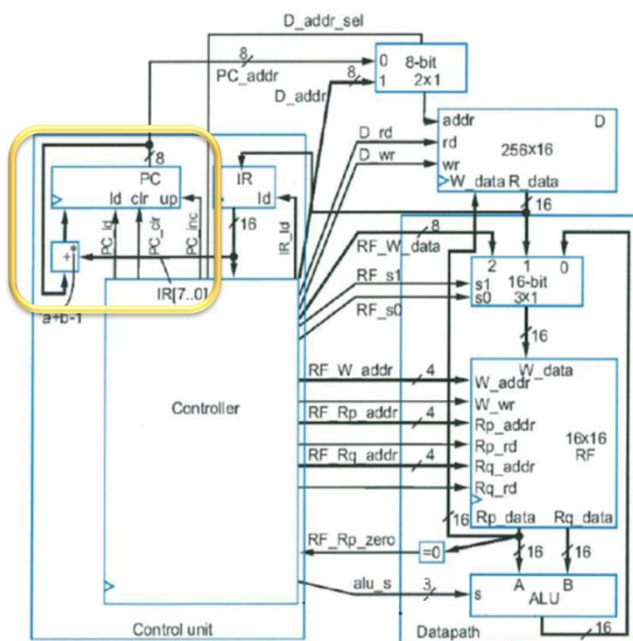 D_addr_sel
8
PC_addr
0 8-bit
1 2x1
8
D_addr
addr D
D_rd rd
D_wr wr 256x16
W_data R_data
16
8
PC
ld clr up
PC_ld
PC_clr
PC_inc
IR
ld
16
IR_ld
+*
a+b-1
IR[7..0]
8
RF_W_data
2 1 0
RF_s1 s1 16-bit
RF_s0 s0 3x1
16
Controller
W_data
RF_W_addr 4 W_addr
W_wr
RF_Rp_addr 4 Rp_addr
Rp_rd 16x16
RF_Rq_addr 4 Rq_addr RF
Rq_rd
16 Rp_data Rq_data
RF_Rp_zero =0 16 16
alu_s 3 s A B
ALU
Control unit
Datapath 16